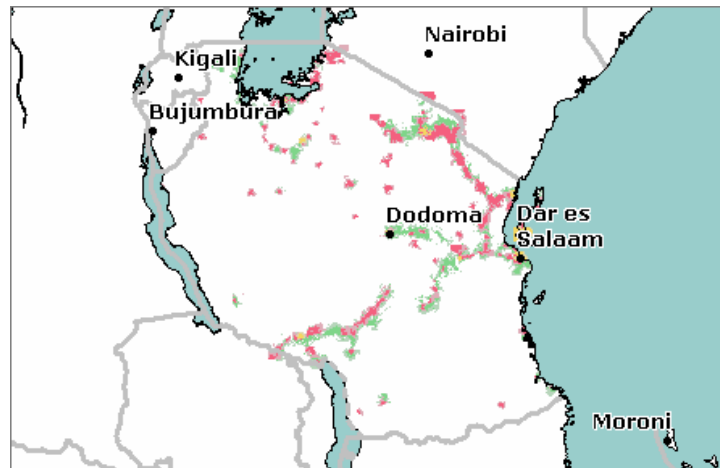 Nairobi
Kigali
Bujumbura
Dodoma
Dar es
Salaam
Moroni